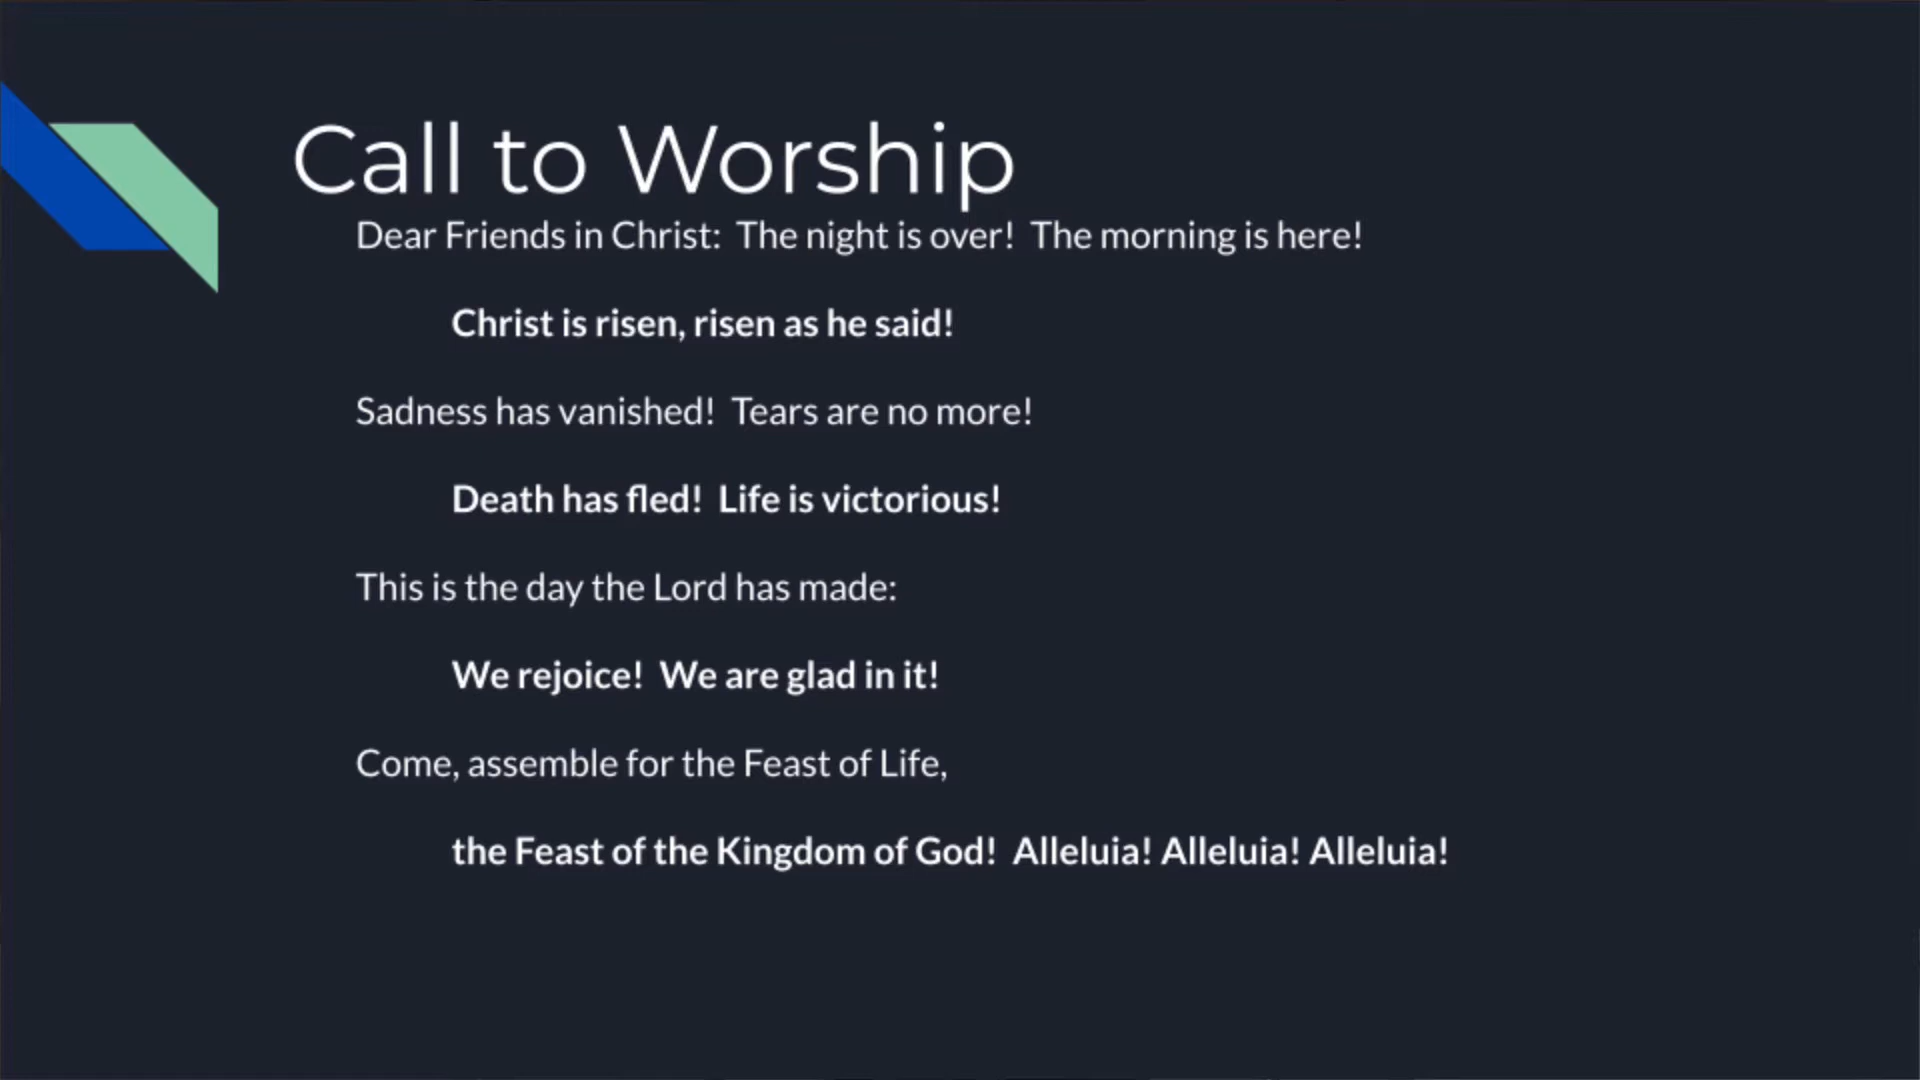 Call to Worship
Dear Friends in Christ:  The night is over!  The morning is here!
Christ is risen, risen as he said!
Sadness has vanished!  Tears are no more!
Death has fled!  Life is victorious!
This is the day the Lord has made:
We rejoice!  We are glad in it!
Come, assemble for the Feast of Life,
the Feast of the Kingdom of God!  Alleluia! Alleluia! Alleluia!